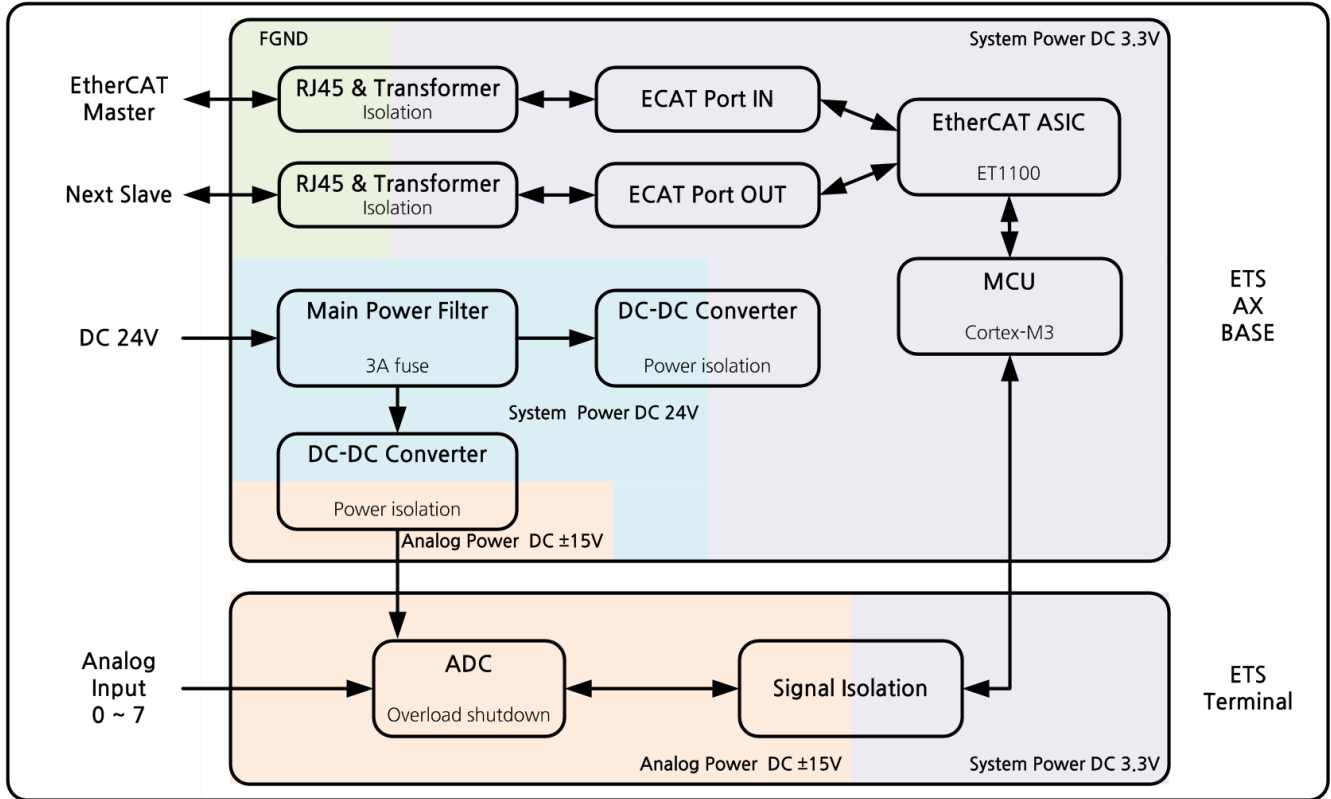 FGND
System Power DC 3.3V
EtherCAT
Master
RJ45 & Transformer
Isolation
ECAT Port IN
EtherCAT ASIC
ET1100
Next Slave
RJ45 & Transformer
Isolation
ECAT Port OUT
MCU
Cortex-M3
ETS
AX
BASE
DC 24V
Main Power Filter
3A fuse
DC-DC Converter
Power isolation
System Power DC 24V
DC-DC Converter
Power isolation
Analog Power DC ±15V
Analog
Input
0 ~ 7
ADC
Overload shutdown
Signal Isolation
ETS
Terminal
Analog Power DC ±15V
System Power DC 3.3V